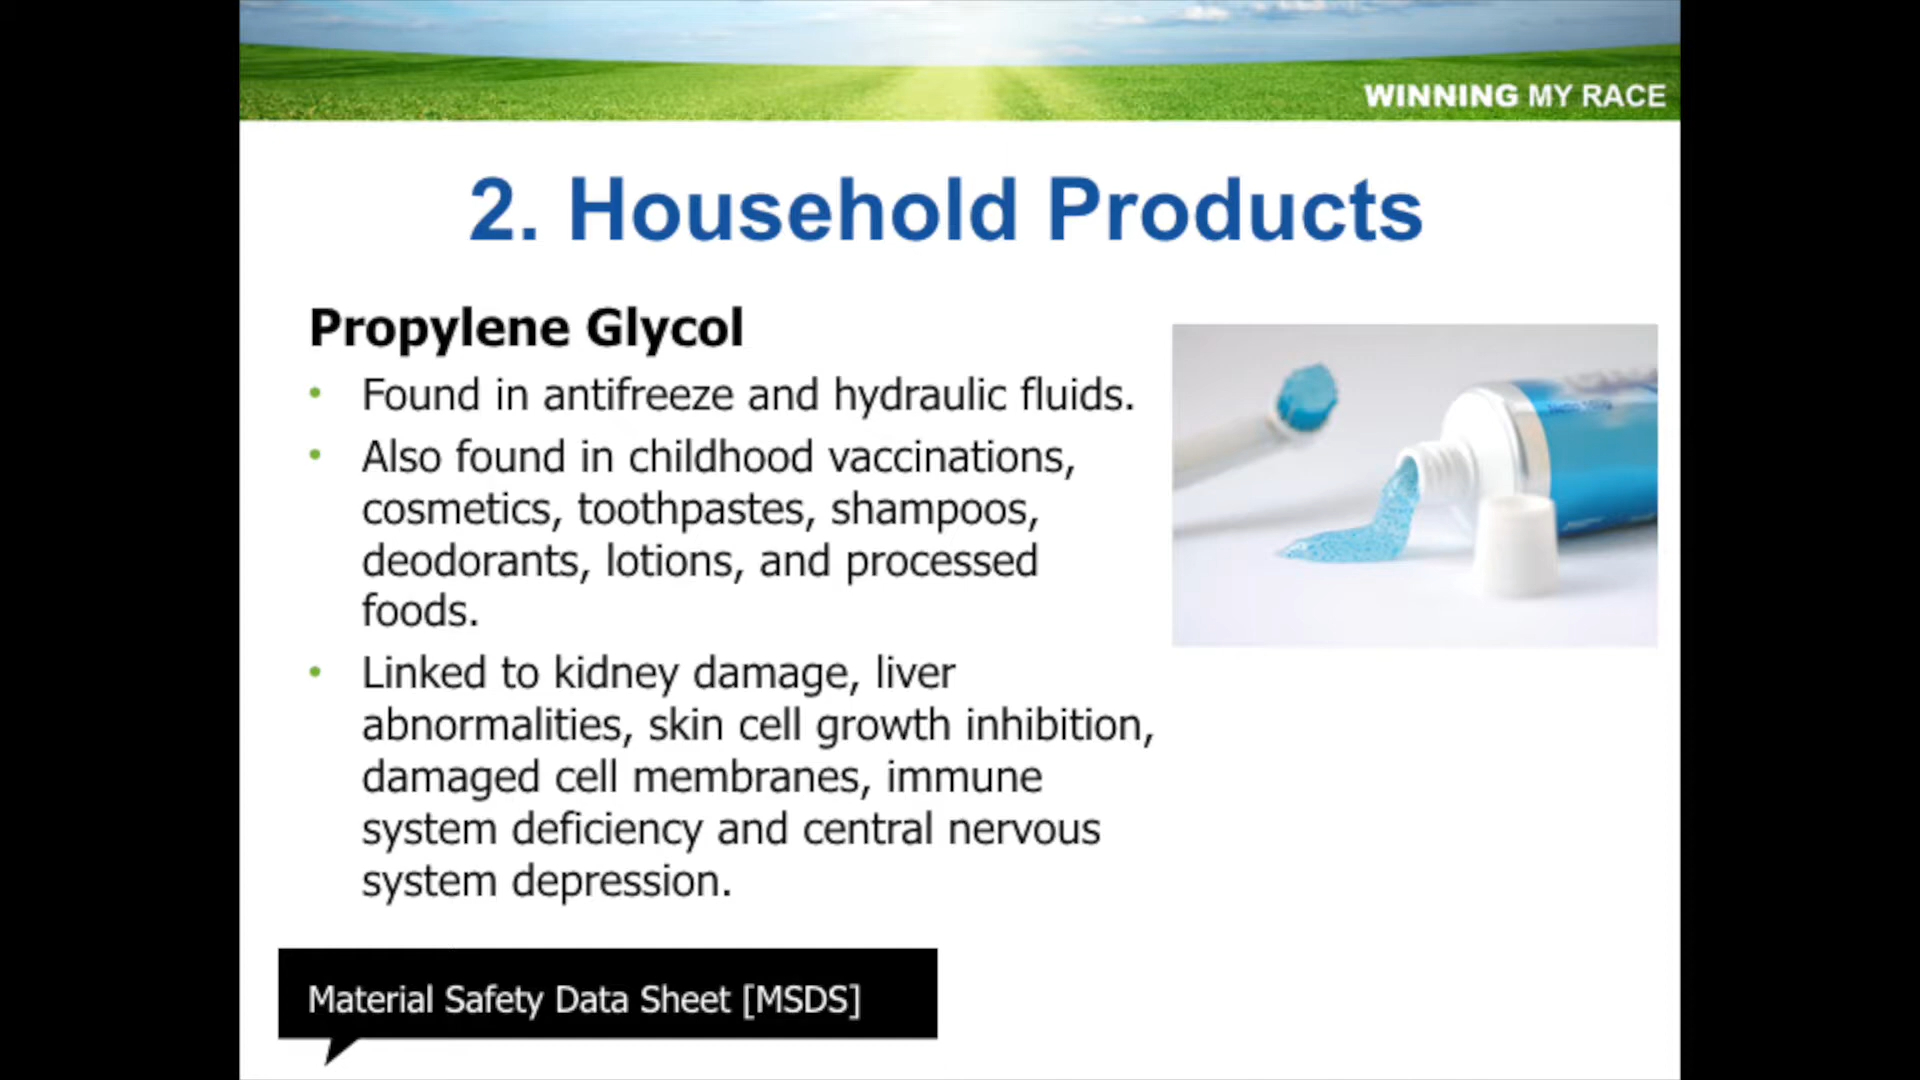 WINNING MY RACE
2. Household Products
Propylene Glycol
• Found in antifreeze and hydraulic fluids.
• Also found in childhood vaccinations,
cosmetics, toothpastes, shampoos,
deodorants, lotions, and processed
foods.
• Linked to kidney damage, liver
abnormalities, skin cell growth inhibition,
damaged cell membranes, immune
system deficiency and central nervous
system depression.
Material Safety Data Sheet [MSDS]